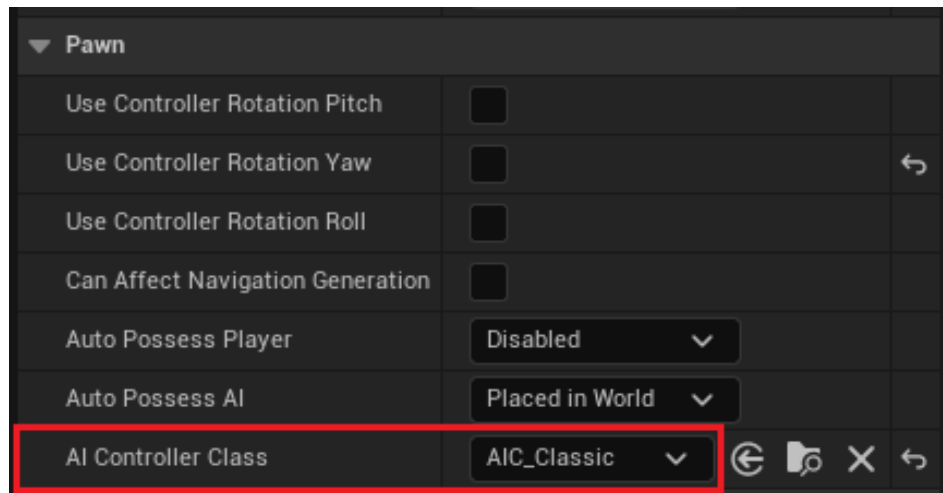 Pawn
Use Controller Rotation Pitch
Use Controller Rotation Yaw
Use Controller Rotation Roll
Can Affect Navigation Generation
Auto Possess Player Disabled
Auto Possess AI Placed in World
AI Controller Class AIC_Classic